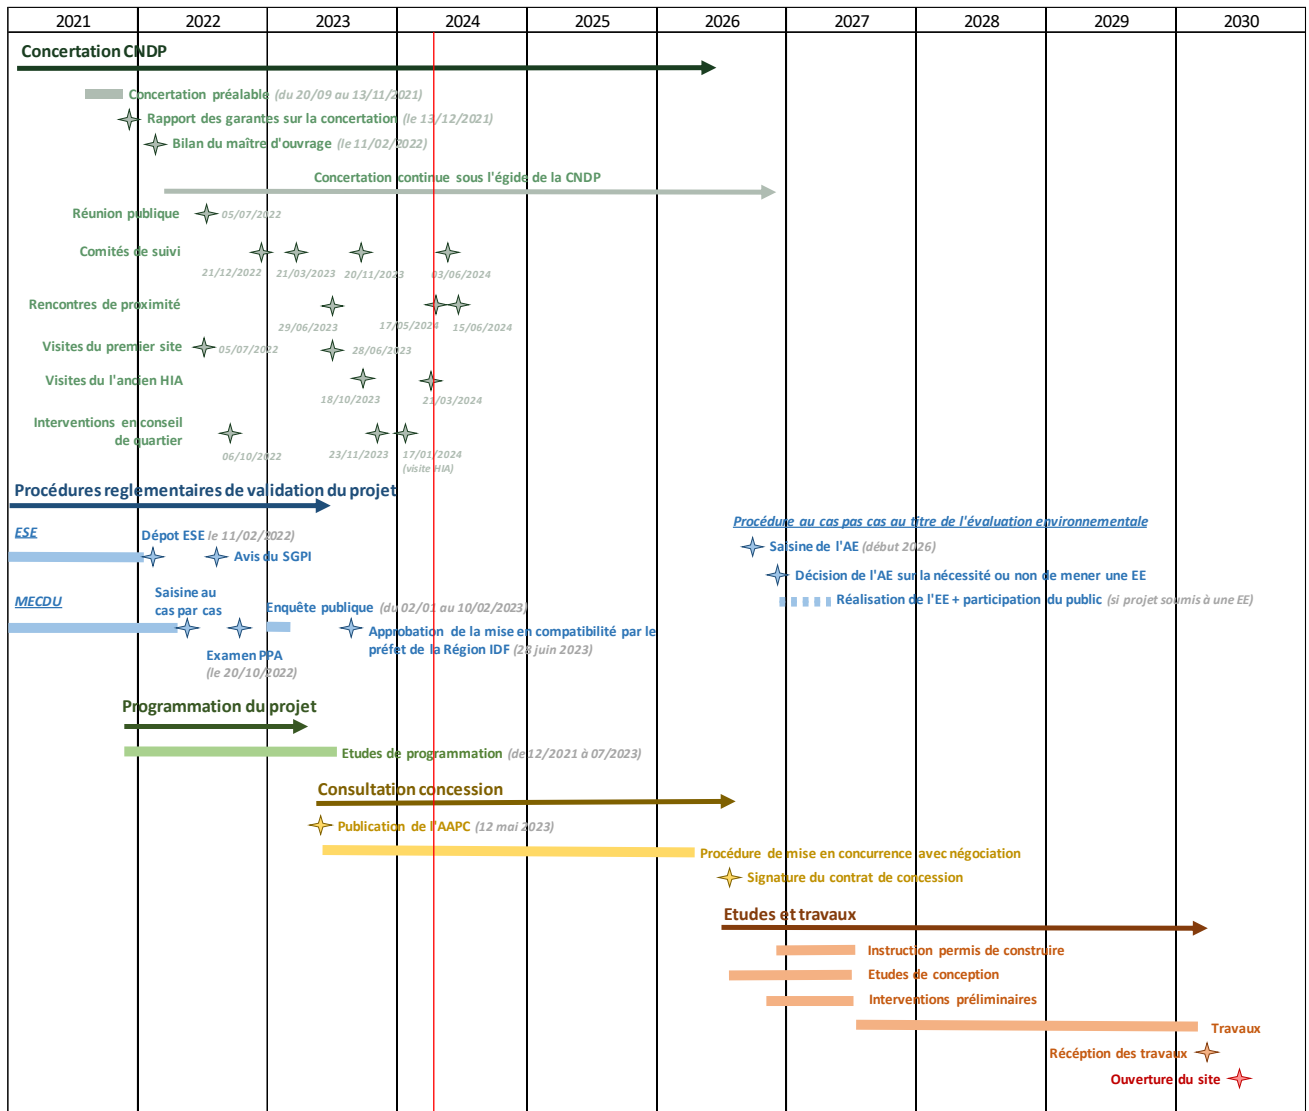 2021 2022 2023 2024 2025 2026 2027 2028 2029 2030
Concertation CNDP
Concertation préalable (du 20/09 au 13/11/2021)
Rapport des garantes sur la concertation (le 13/12/2021)
Bilan du maître d'ouvrage (le 11/02/2022)
Concertation continue sous l'égide de la CNDP
Réunion publique 05/07/2022
Comités de suivi
21/12/2022 21/03/2023 20/11/2023 03/06/2024
Rencontres de proximité
29/06/2023 17/05/2024 15/06/2024
Visites du premier site 05/07/2022 28/06/2023
Visites du l'ancien HIA
18/10/2023 21/03/2024
Interventions en conseil
de quartier
06/10/2022 23/11/2023 17/01/2024
(visite HIA)
Procédures reglementaires de validation du projet
Procédure au cas pas cas au titre de l'évaluation environnementale
ESE
Dépot ESE le 11/02/2022)
Avis du SGPI
Saisine de l'AE (début 2026)
Décision de l'AE sur la nécessité ou non de mener une EE
Réalisation de l'EE + participation du public (si projet soumis à une EE)
MECDU
Saisine au
cas par cas
Enquête publique (du 02/01 au 10/02/2023)
Approbation de la mise en compatibilité par le
préfet de la Région IDF (28 juin 2023)
Examen PPA
(le 20/10/2022)
Programmation du projet
Etudes de programmation (de 12/2021 à 07/2023)
Consultation concession
Publication de l'AAPC (12 mai 2023)
Procédure de mise en concurrence avec négociation
Signature du contrat de concession
Etudes et travaux
Instruction permis de construire
Etudes de conception
Interventions préliminaires
Travaux
Récéption des travaux
Ouverture du site